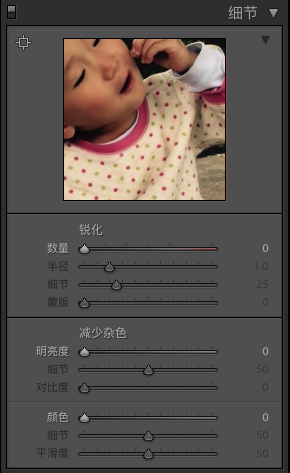 细节
锐化
数量 0
半径 1.0
细节 25
蒙版 0
减少杂色
明亮度 0
细节 50
对比度 0
颜色 0
细节 50
平滑度 50